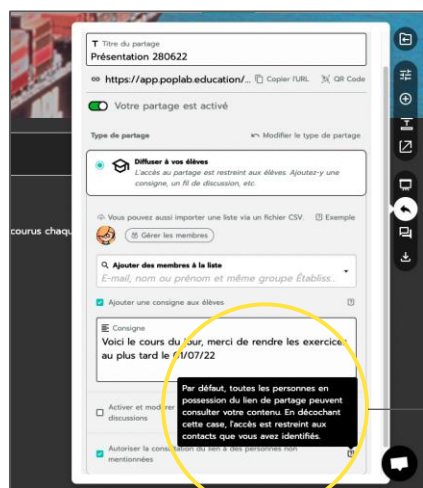 Titre du partage
Présentation 280622
https://app.poplab.education/... Copier l'URL QR Code
Votre partage est activé
Type de partage Modifier le type de partage
Diffuser à vos élèves
L'accès au partage est restreint aux élèves. Ajoutez-y une
consigne, un fil de discussion, etc.
Vous pouvez aussi importer une liste via un fichier CSV. Exemple
Gérer les membres
courus chaqu
Ajouter des membres à la liste
E-mail, nom ou prénom et même groupe Établiss..
Ajouter une consigne aux élèves
Consigne
Voici le cours du jour, merci de rendre les exercices
au plus tard le 01/07/22
Par défaut, toutes les personnes en
possession du lien de partage peuvent
consulter votre contenu. En décochant
cette case, l'accès est restreint aux
contacts que vous avez identifiés.
Activer et modérer
discussions
Autoriser la consultation du lien à des personnes non
mentionnées